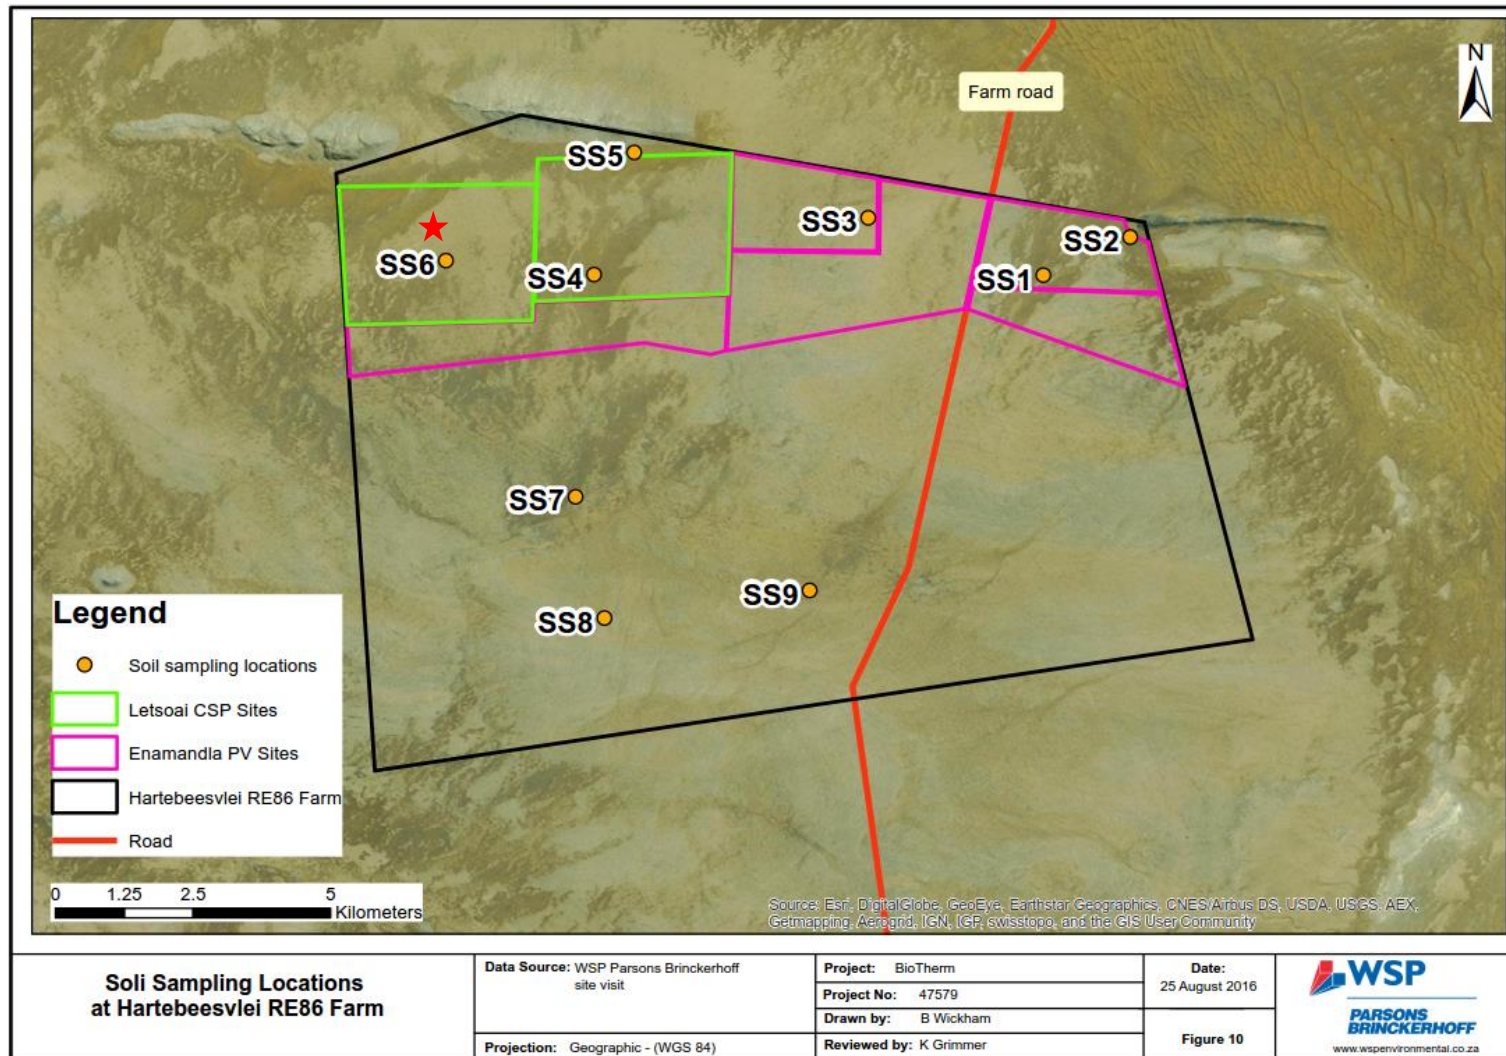 N
Farm road
SS5
SS3
SS2
SS6
SS4
SS1
SS7
SS9
SS8
Legend
Soil sampling locations
Letsoai CSP Sites
Enamandla PV Sites
Hartebeesvlei RE86 Farm
Road
0 1.25 2.5 5
Kilometers
Source: Esri, DigitalGlobe, GeoEye, Earthstar Geographics, CNES/Airbus DS, USDA, USGS, AEX,
Getmapping, Aerogrid, IGN, IGP, swisstopo, and the GIS User Community
Soli Sampling Locations
at Hartebeesvlei RE86 Farm
Data Source: WSP Parsons Brinckerhoff
site visit
Projection: Geographic - (WGS 84)
Project: BioTherm
Project No: 47579
Drawn by: B Wickham
Reviewed by: K Grimmer
Date:
25 August 2016
Figure 10
WSP
PARSONS
BRINCKERHOFF
www.wspenvironmental.co.za